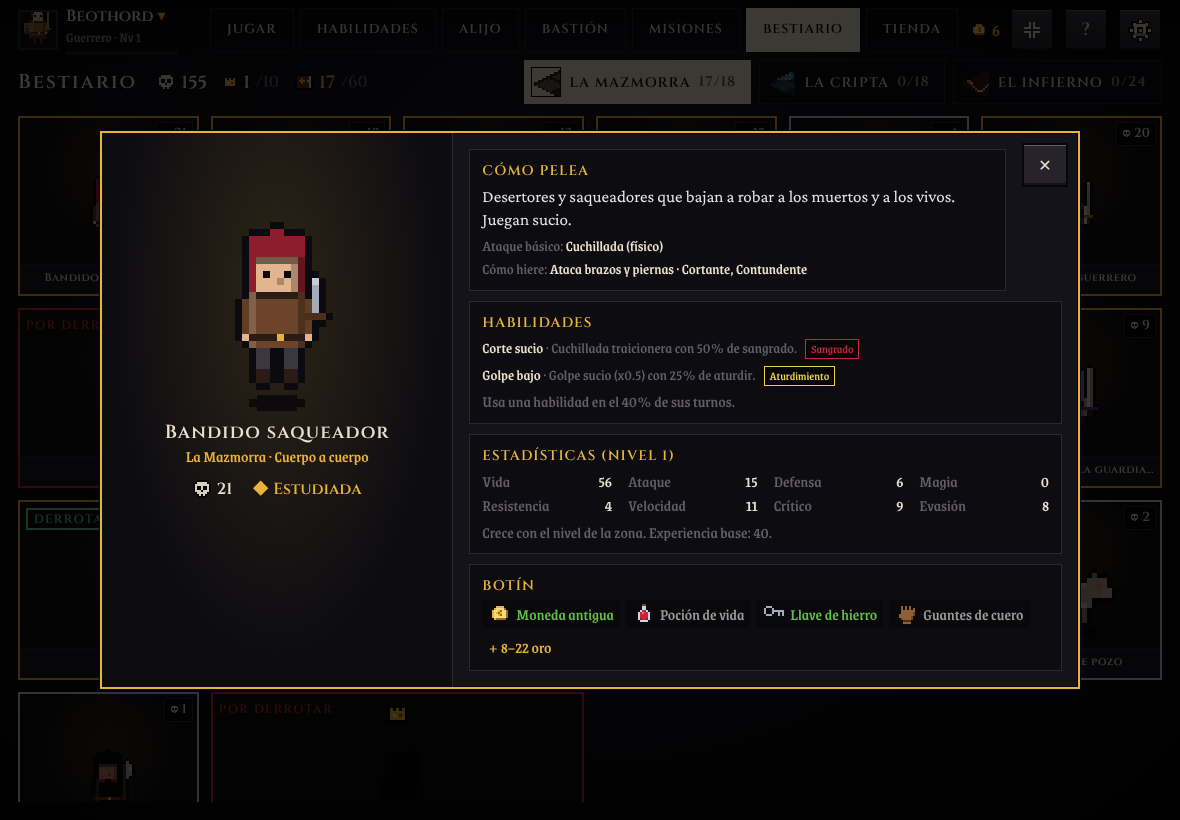 Beothord ▾
Guerrero · Nv 1
JUGAR
HABILIDADES
ALIJO
BASTIÓN
MISIONES
BESTIARIO
TIENDA
6
?
Bestiario
155
1 /10
17 /60
LA MAZMORRA 17/18
LA CRIPTA 0/18
EL INFIERNO 0/24
20
Bandido
Guerrero
CÓMO PELEA
Desertores y saqueadores que bajan a robar a los muertos y a los vivos.
Juegan sucio.
Ataque básico: Cuchillada (físico)
Cómo hiere: Ataca brazos y piernas · Cortante, Contundente
×
HABILIDADES
Corte sucio · Cuchillada traicionera con 50% de sangrado. Sangrado
Golpe bajo · Golpe sucio (x0.5) con 25% de aturdir. Aturdimiento
Usa una habilidad en el 40% de sus turnos.
Bandido saqueador
La Mazmorra · Cuerpo a cuerpo
21 ◆ Estudiada
ESTADÍSTICAS (NIVEL 1)
Vida 56 Ataque 15 Defensa 6 Magia 0
Resistencia 4 Velocidad 11 Crítico 9 Evasión 8
Crece con el nivel de la zona. Experiencia base: 40.
BOTÍN
Moneda antigua Poción de vida Llave de hierro Guantes de cuero
+ 8–22 oro
POR DERR
9
LA GUARDIA...
DERROTA
2
E POZO
1
POR DERROTAR